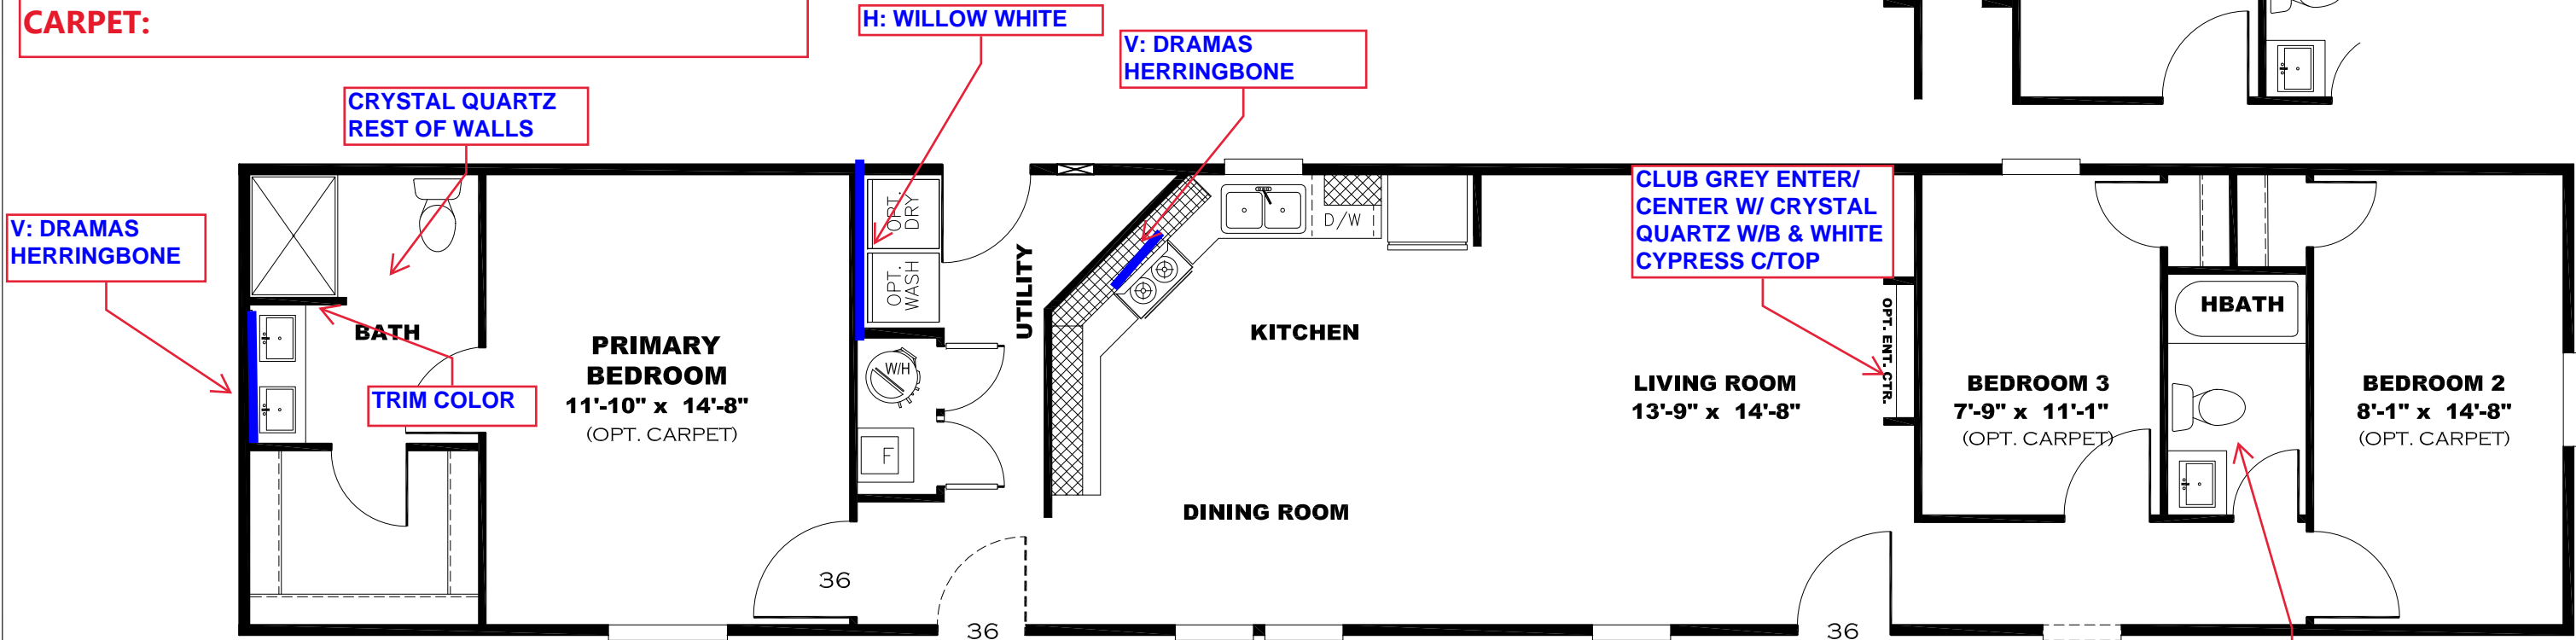 CARPET:
H: WILLOW WHITE
V: DRAMAS
HERRINGBONE
CRYSTAL QUARTZ
REST OF WALLS
V: DRAMAS
HERRINGBONE
CLUB GREY ENTER/
CENTER W/ CRYSTAL
QUARTZ W/B & WHITE
CYPRESS C/TOP
TRIM COLOR
BATH
PRIMARY
BEDROOM
11'-10" x 14'-8"
(OPT. CARPET)
OPT.
DRY
OPT.
WASH
UTILITY
W/H
F
D/W
KITCHEN
DINING ROOM
LIVING ROOM
13'-9" x 14'-8"
OPT. ENT. CTR.
BEDROOM 3
7'-9" x 11'-1"
(OPT. CARPET)
HBATH
BEDROOM 2
8'-1" x 14'-8"
(OPT. CARPET)
36
36
36